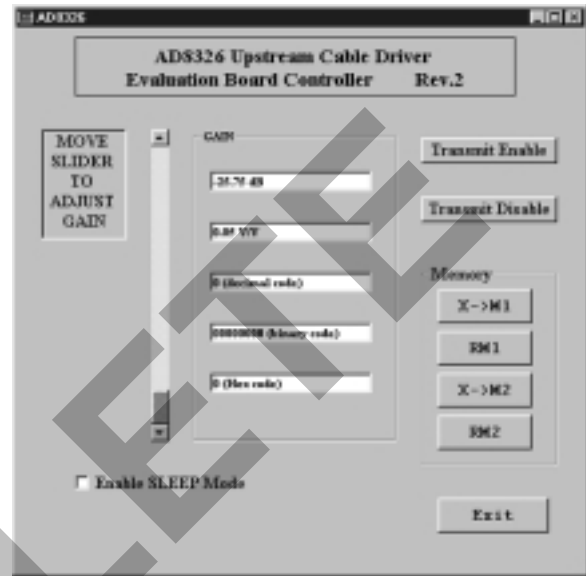 AD8326
AD8326 Upstream Cable Driver
Evaluation Board Controller Rev.2
MOVE
SLIDER
TO
ADJUST
GAIN
GAIN
-25.75 dB
0.05 V/V
0 (decimal code)
00000000 (binary code)
0 (Hex code)
Transmit Enable
Transmit Disable
Memory
X->M1
RM1
X->M2
RM2
Enable SLEEP Mode
Exit
LETE